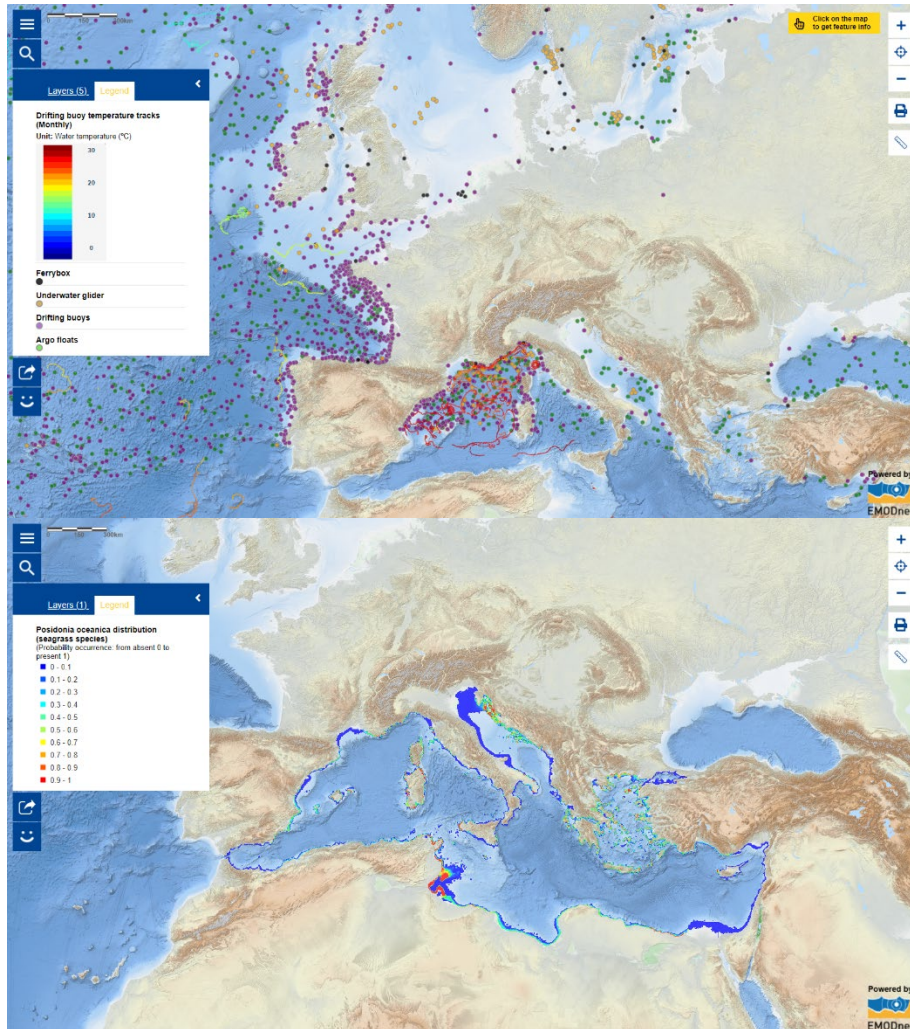 Click on the map
to get feature info
Layers (5)
Legend
Drifting buoy temperature tracks
(Monthly)
Unit: Water temperature (°C)
30
20
10
0
Ferrybox
Underwater glider
Drifting buoys
Argo floats
Powered by
EMODne
Layers (1)
Legend
Posidonia oceanica distribution
(seagrass species)
(Probability occurrence: from absent 0 to
present 1)
0 - 0.1
0.1 - 0.2
0.2 - 0.3
0.3 - 0.4
0.4 - 0.5
0.5 - 0.6
0.6 - 0.7
0.7 - 0.8
0.8 - 0.9
0.9 - 1
Powered by
EMODne